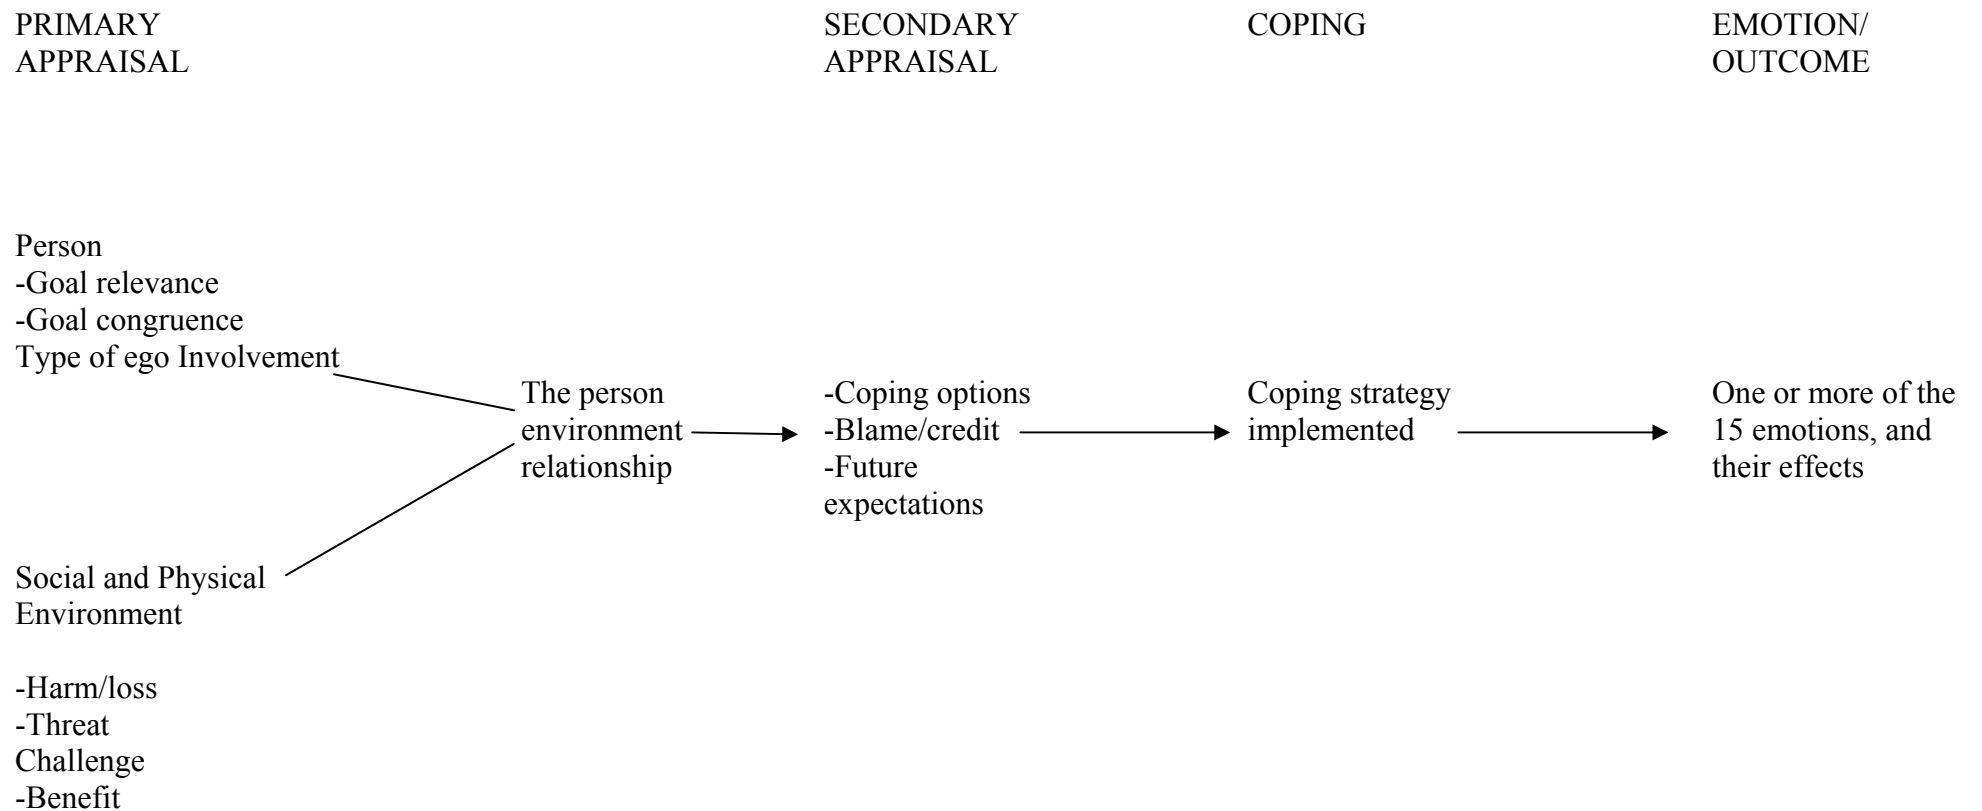 PRIMARY
APPRAISAL
SECONDARY
APPRAISAL
COPING
EMOTION/
OUTCOME
Person
-Goal relevance
-Goal congruence
Type of ego Involvement
Social and Physical
Environment
-Harm/loss
-Threat
Challenge
-Benefit
The person
environment
relationship
-Coping options
-Blame/credit
-Future
expectations
Coping strategy
implemented
One or more of the
15 emotions, and
their effects